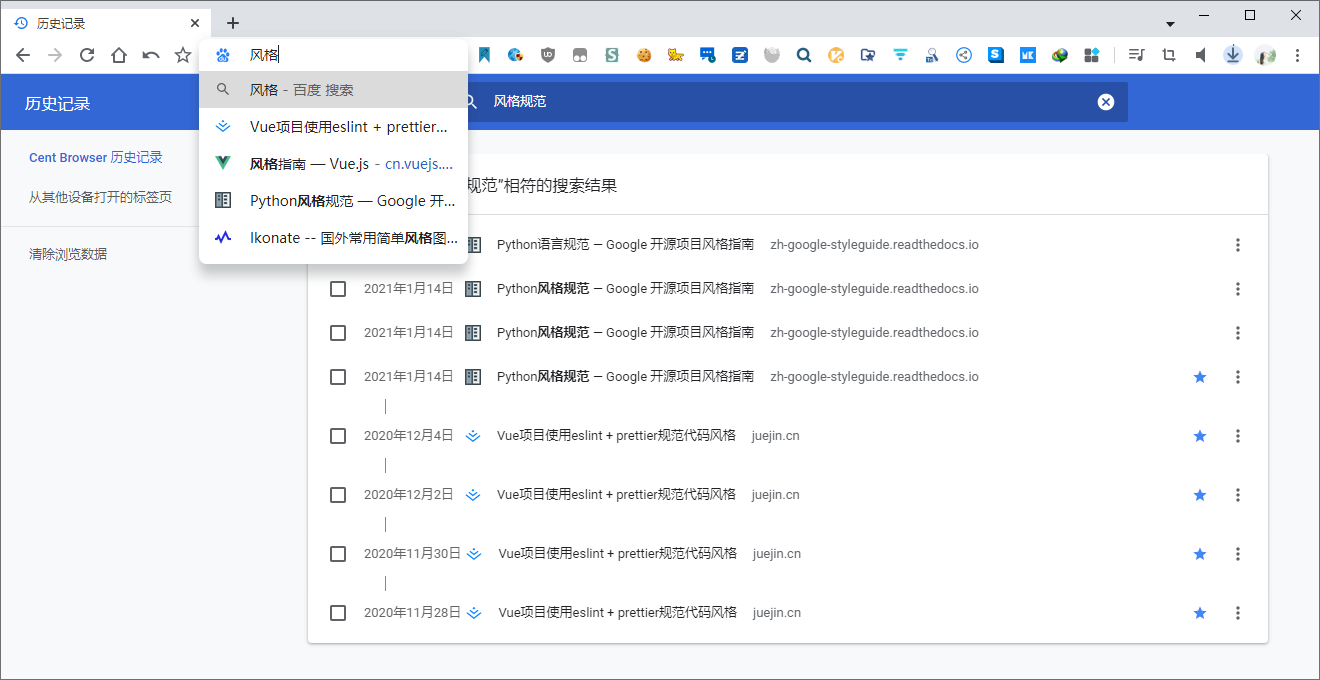 历史记录
风格
历史记录
风格规范
风格 - 百度 搜索
Vue项目使用eslint + prettier...
风格指南 — Vue.js - cn.vuejs....
Python风格规范 — Google 开...
Ikonate -- 国外常用简单风格图...
Cent Browser 历史记录
从其他设备打开的标签页
清除浏览数据
规范”相符的搜索结果
Python语言规范 — Google 开源项目风格指南 zh-google-styleguide.readthedocs.io
2021年1月14日 Python风格规范 — Google 开源项目风格指南 zh-google-styleguide.readthedocs.io
2021年1月14日 Python风格规范 — Google 开源项目风格指南 zh-google-styleguide.readthedocs.io
2021年1月14日 Python风格规范 — Google 开源项目风格指南 zh-google-styleguide.readthedocs.io
2020年12月4日 Vue项目使用eslint + prettier规范代码风格 juejin.cn
2020年12月2日 Vue项目使用eslint + prettier规范代码风格 juejin.cn
2020年11月30日 Vue项目使用eslint + prettier规范代码风格 juejin.cn
2020年11月28日 Vue项目使用eslint + prettier规范代码风格 juejin.cn